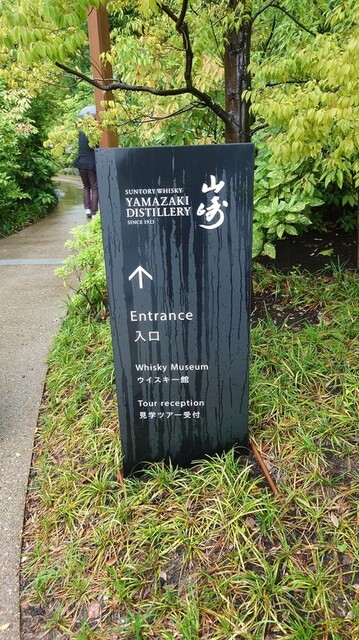 SUNTORY WHISKY
YAMAZAKI
DISTILLERY
SINCE 1923
山崎
Entrance
入口
Whisky Museum
ウイスキー館
Tour reception
見学ツアー受付